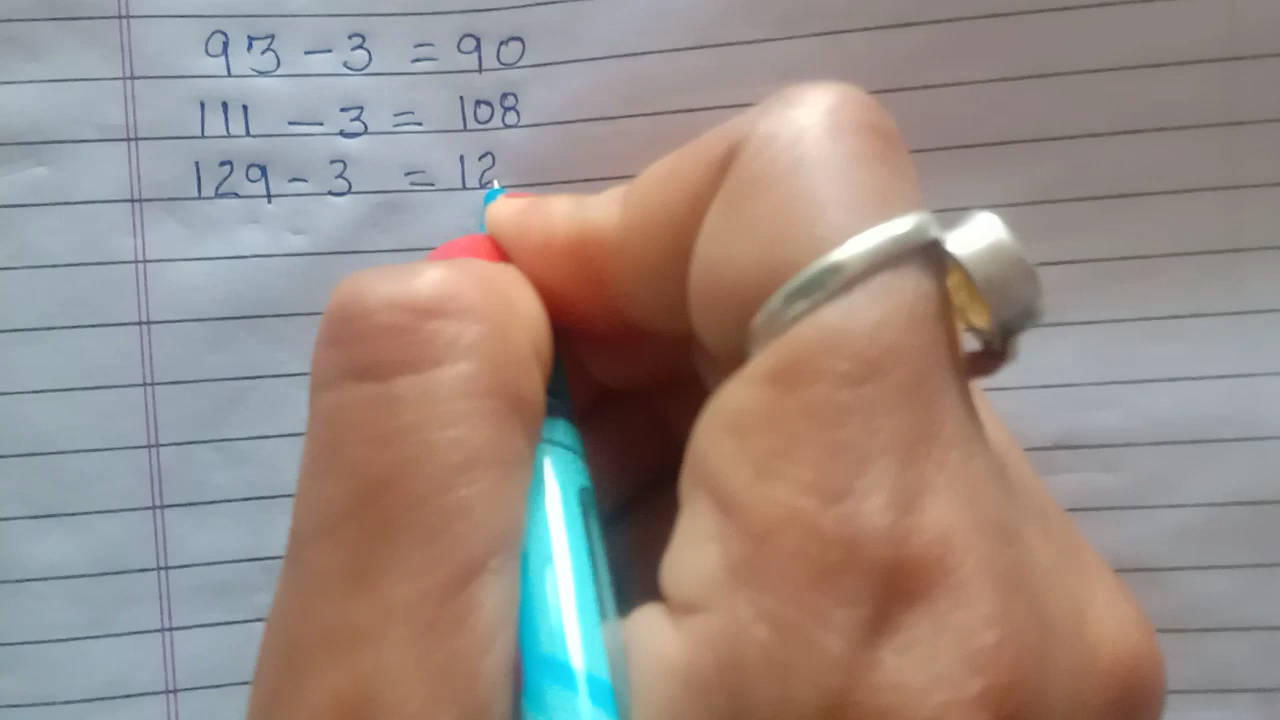 93 - 3 = 90
111 - 3 = 108
129 - 3 = 12